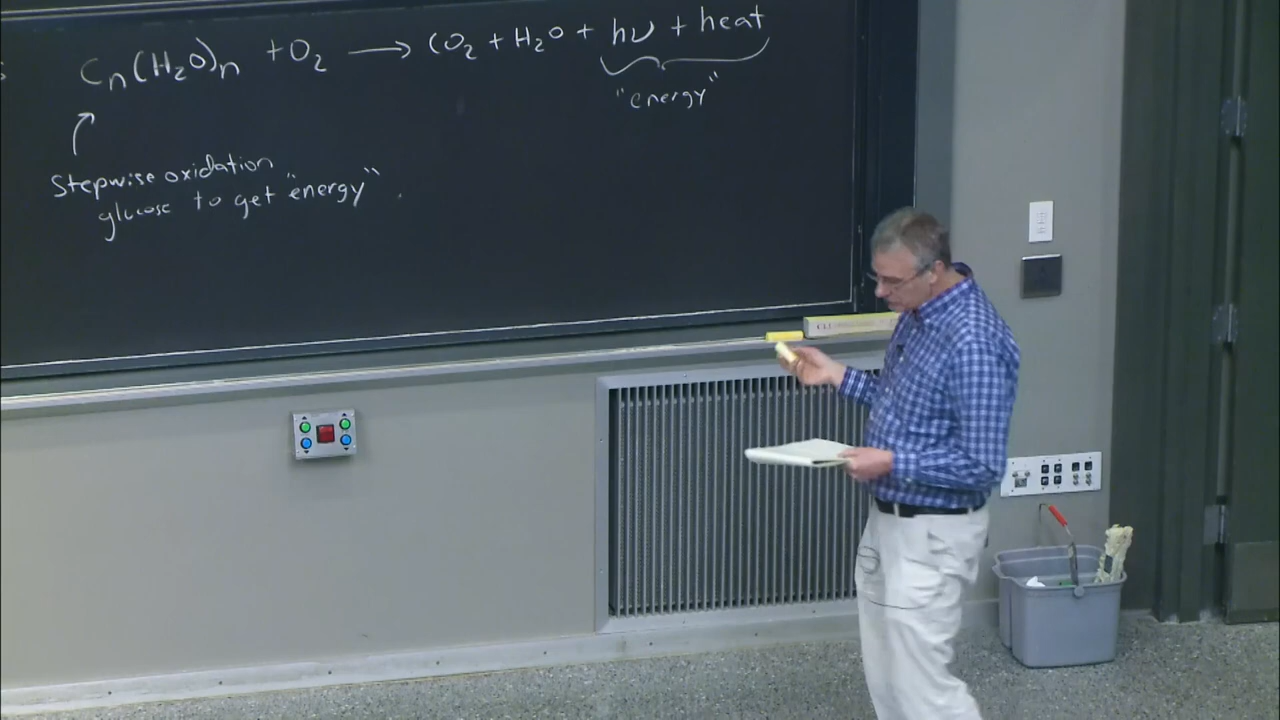 Cn(H₂O)n + O₂ ⟶ CO₂ + H₂O + hν + heat
"energy"
Stepwise oxidation
glucose to get "energy".